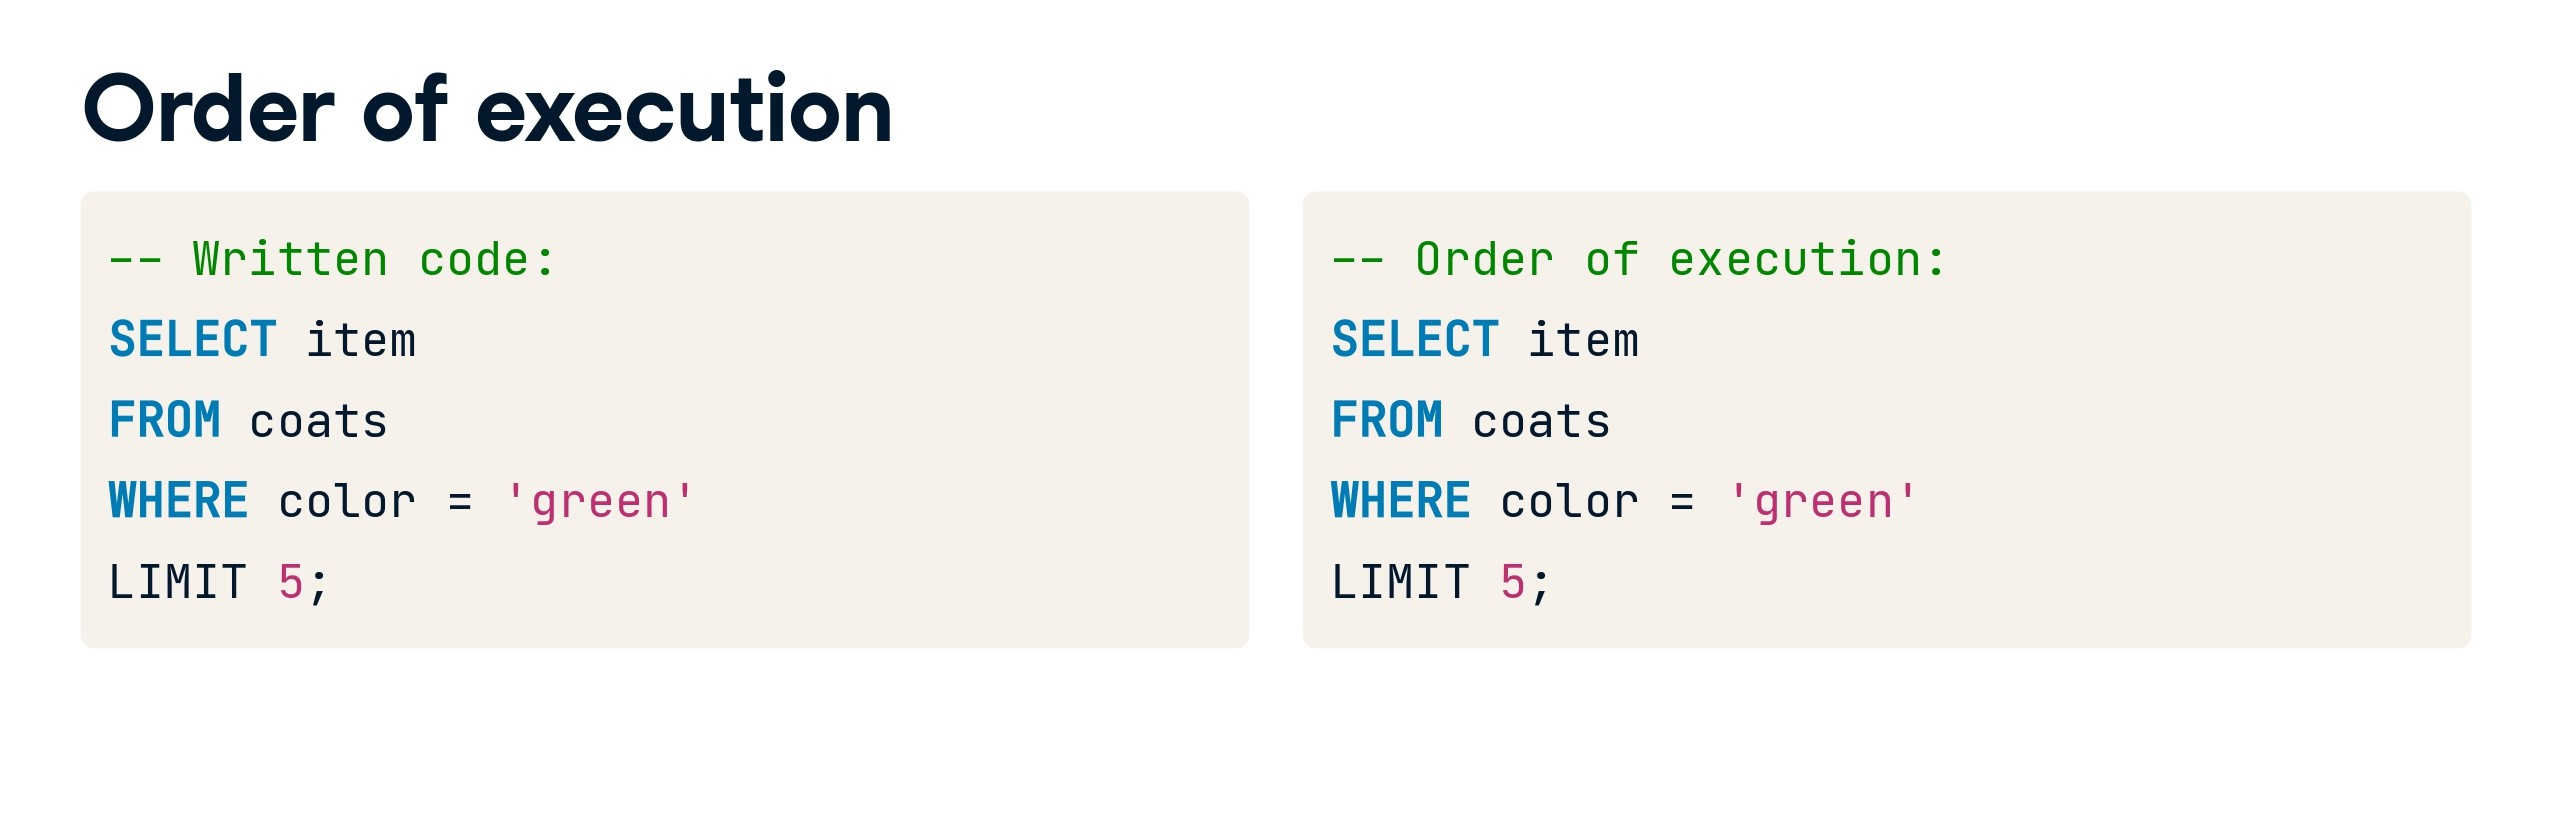 Order of execution
-- Written code:
SELECT item
FROM coats
WHERE color = 'green'
LIMIT 5;
-- Order of execution:
SELECT item
FROM coats
WHERE color = 'green'
LIMIT 5;